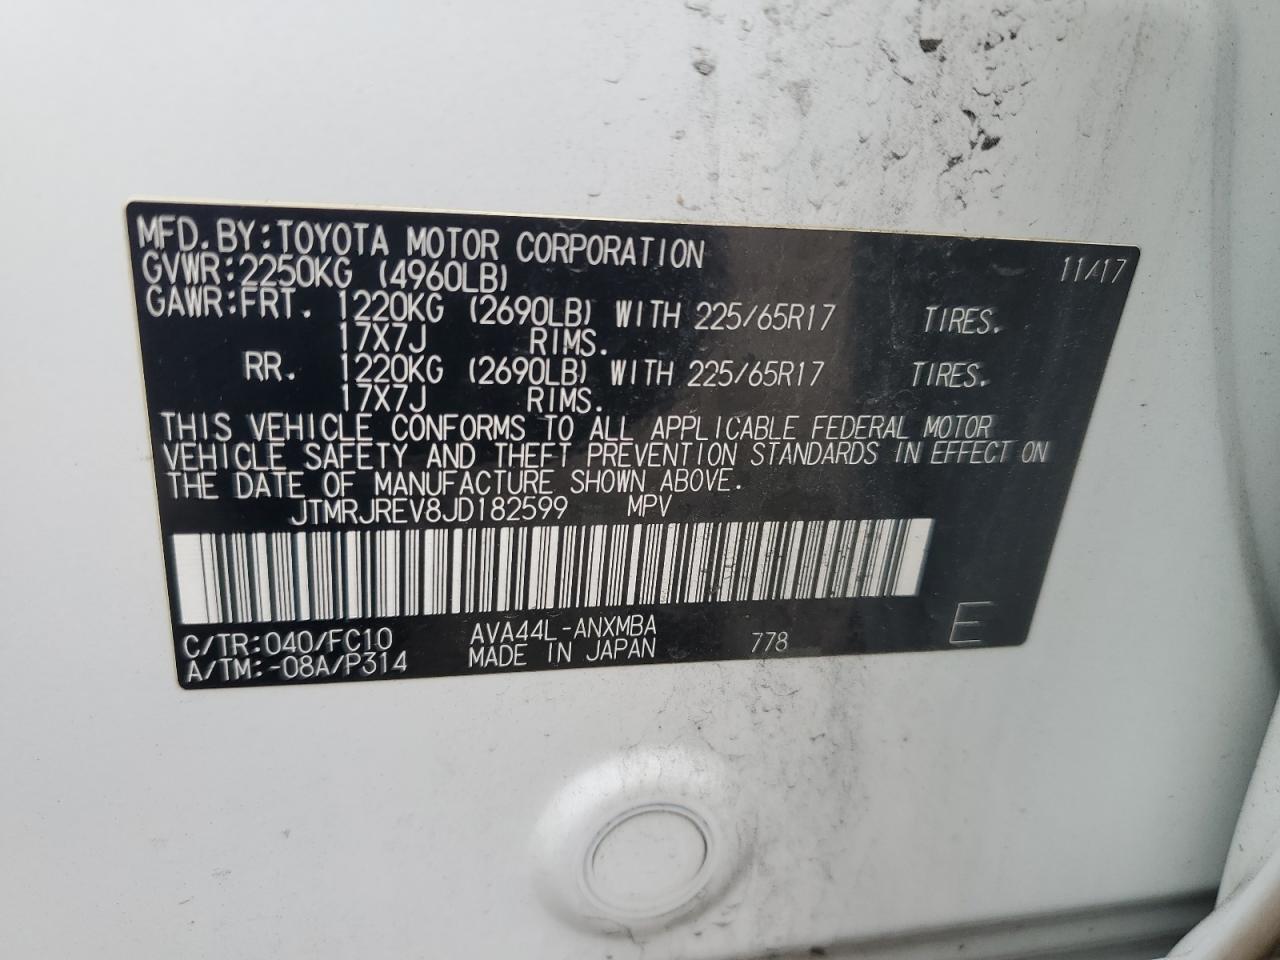 MFD. BY: TOYOTA MOTOR CORPORATION 11/17
GVWR: 2250KG (4960LB)
GAWR: FRT. 1220KG (2690LB) WITH 225/65R17 TIRES.
17X7J RIMS.
RR. 1220KG (2690LB) WITH 225/65R17 TIRES.
17X7J RIMS.
THIS VEHICLE CONFORMS TO ALL APPLICABLE FEDERAL MOTOR
VEHICLE SAFETY AND THEFT PREVENTION STANDARDS IN EFFECT ON
THE DATE OF MANUFACTURE SHOWN ABOVE.
JTMRJREV8JD182599 MPV
C/TR: 040/FC10 AVA44L-ANXMBA 778 E
A/TM: -08A/P314 MADE IN JAPAN